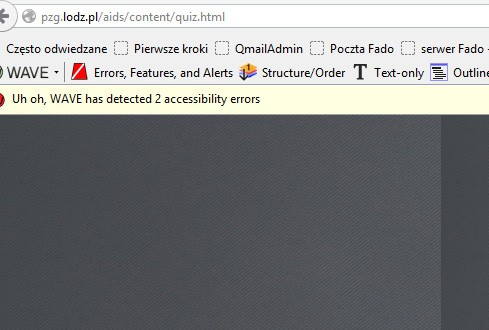 pzg.lodz.pl/aids/content/quiz.html
Często odwiedzane Pierwsze kroki QmailAdmin Poczta Fado serwer Fado -
WAVE Errors, Features, and Alerts Structure/Order T Text-only Outline
Uh oh, WAVE has detected 2 accessibility errors